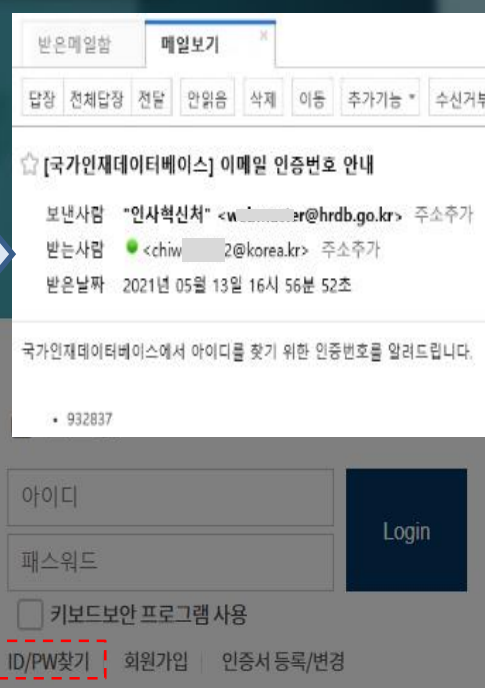 받은메일함 메일보기
답장 전체답장 전달 안읽음 삭제 이동 추가기능 수신거부
[국가인재데이터베이스] 이메일 인증번호 안내
보낸사람 "인사혁신처" <w er@hrdb.go.kr> 주소추가
받는사람 <chiw 2@korea.kr> 주소추가
받은날짜 2021년 05월 13일 16시 56분 52초
국가인재데이터베이스에서 아이디를 찾기 위한 인증번호를 알려드립니다.
• 932837
아이디
Login
패스워드
키보드보안 프로그램 사용
ID/PW찾기 회원가입 인증서 등록/변경